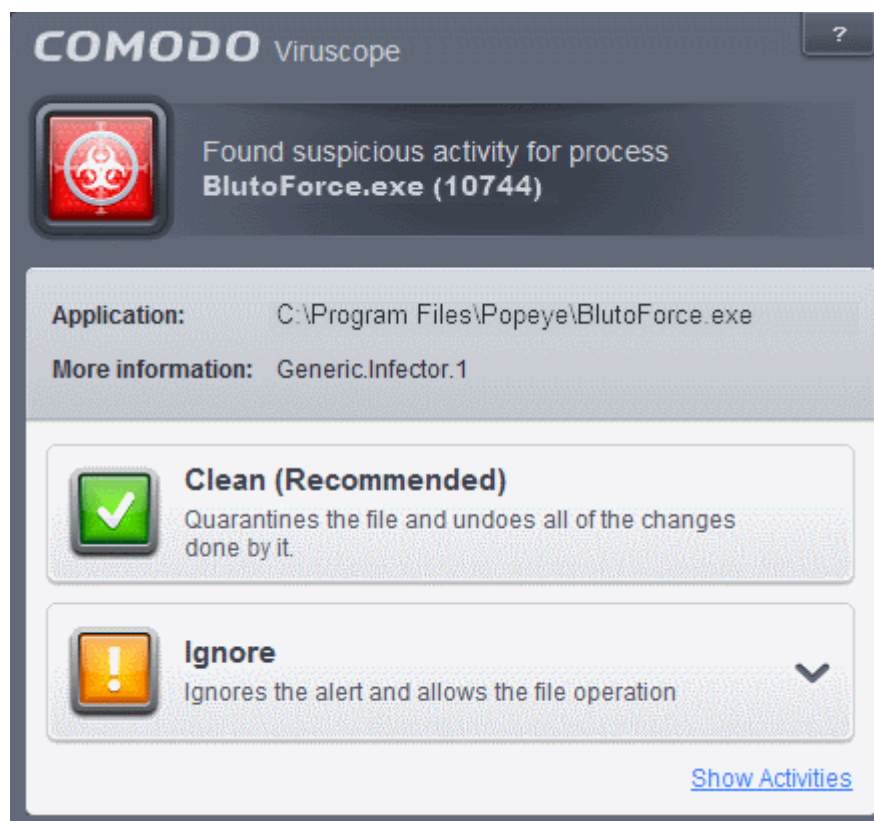 COMODO Viruscope
?
Found suspicious activity for process
BlutoForce.exe (10744)
Application: C:\Program Files\Popeye\BlutoForce.exe
More information: Generic.Infector.1
Clean (Recommended)
Quarantines the file and undoes all of the changes
done by it.
!
Ignore
Ignores the alert and allows the file operation
Show Activities